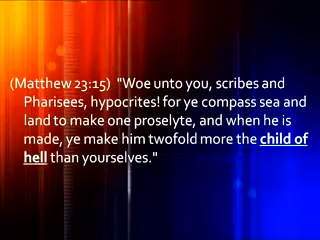 (Matthew 23:15)  "Woe unto you, scribes and
Pharisees, hypocrites! for ye compass sea and
land to make one proselyte, and when he is
made, ye make him twofold more the child of
hell than yourselves."